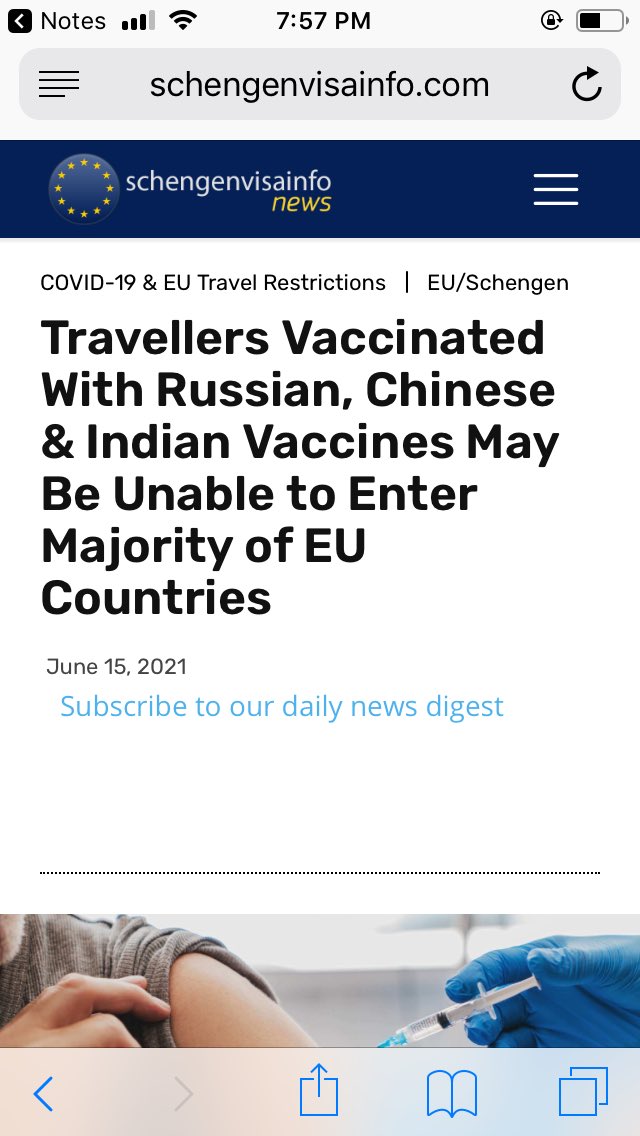 Notes 7:57 PM
schengenvisainfo.com
schengenvisainfo
news
COVID-19 & EU Travel Restrictions | EU/Schengen
Travellers Vaccinated
With Russian, Chinese
& Indian Vaccines May
Be Unable to Enter
Majority of EU
Countries
June 15, 2021
Subscribe to our daily news digest